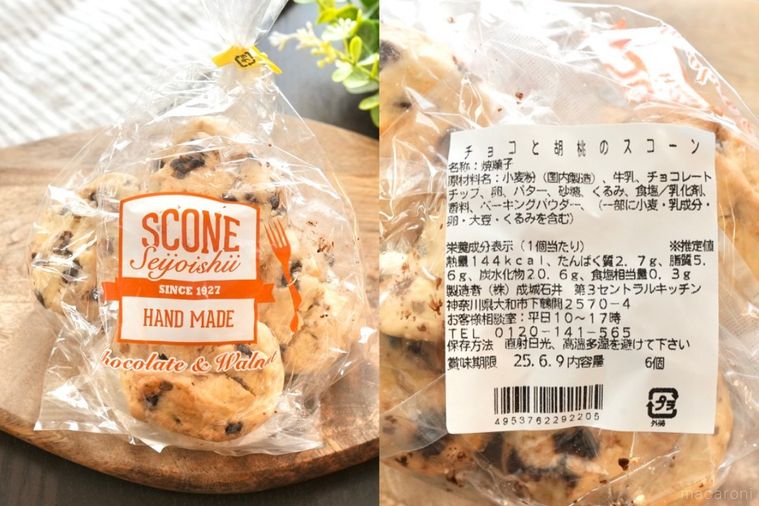 SCONE
Seijoishii
SINCE 1927
HAND MADE
Chocolate & Walnut
チョコと胡桃のスコーン
名称:焼菓子
原材料名:小麦粉(国内製造)、牛乳、チョコレート
チップ、卵、バター、砂糖、くるみ、食塩/乳化剤、
香料、ベーキングパウダー、(一部に小麦・乳成分・
卵・大豆・くるみを含む)
栄養成分表示(1個当たり) ※推定値
熱量144kcal、たんぱく質2.7g、脂質5.
6g、炭水化物20.6g、食塩相当量0.3g
製造者(株)成城石井 第3セントラルキッチン
神奈川県大和市下鶴間2570-4
お客様相談室:平日10~17時
TEL 0120-141-565
保存方法 直射日光、高温多湿を避けて下さい
賞味期限 25.6.9内容量 6個
4953762292205
プラ
外装
macaroni